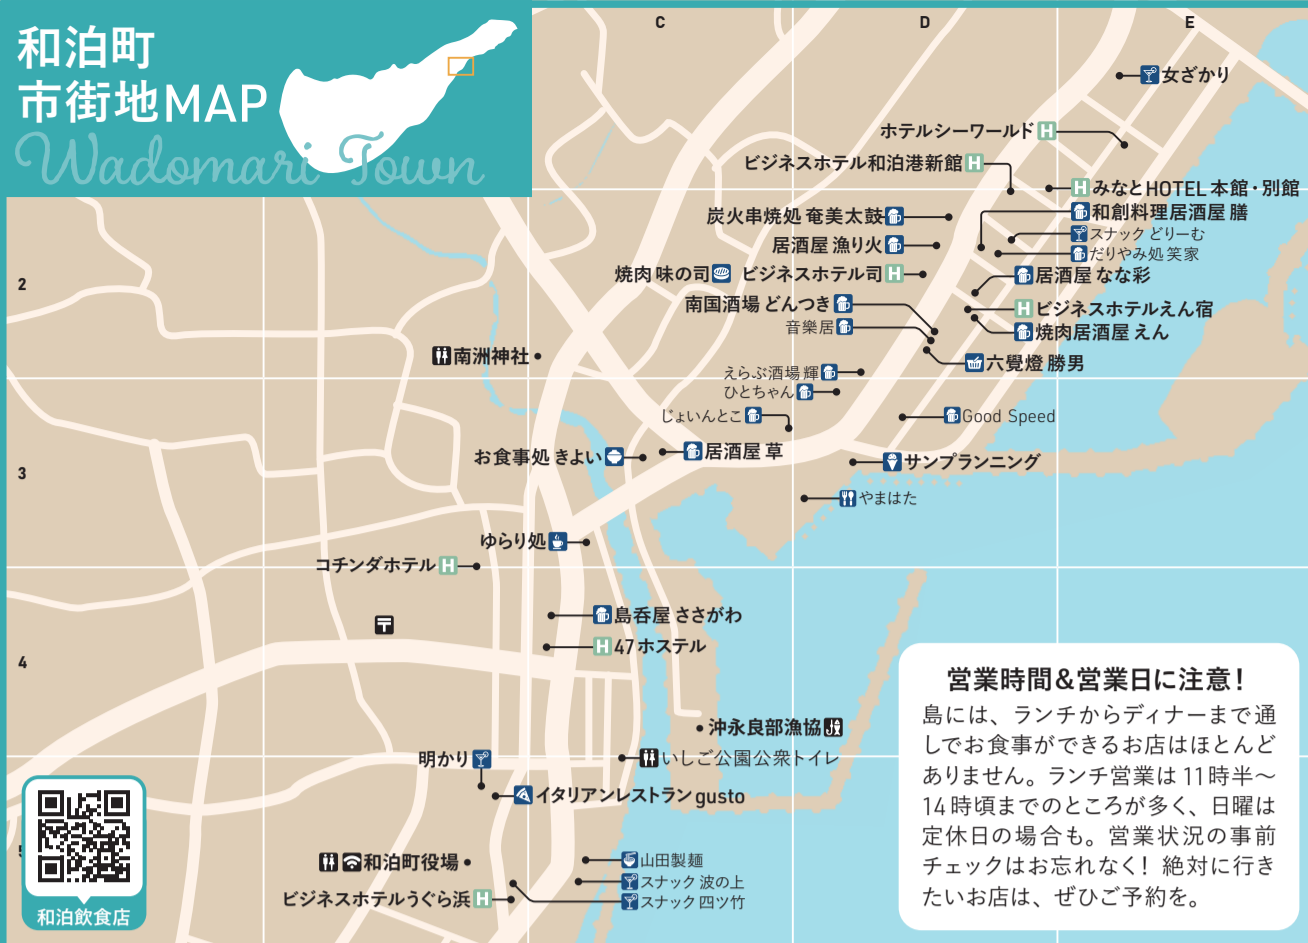 和泊町
市街地MAP
Wadomari Town
C
D
E
女ざかり
ホテルシーワールド H
ビジネスホテル和泊港新館 H
H みなとHOTEL 本館・別館
炭火串焼処 奄美太鼓
和創料理居酒屋 膳
スナック どりーむ
居酒屋 漁り火
だりやみ処 笑家
2
焼肉 味の司
ビジネスホテル司 H
居酒屋 なな彩
南国酒場 どんつき
H ビジネスホテルえん宿
音樂居
焼肉居酒屋 えん
南洲神社
六覺燈 勝男
えらぶ酒場 輝
ひとちゃん
じょいんとこ
Good Speed
3
お食事処 きよい
居酒屋 草
サンプランニング
やまはた
ゆらり処
コチンダホテル H
〒
島呑屋 ささがわ
H 47ホステル
4
沖永良部漁協
明かり
いしご公園公衆トイレ
イタリアンレストラン gusto
5
和泊町役場
山田製麺
スナック 波の上
ビジネスホテルうぐら浜 H
スナック 四ツ竹
和泊飲食店
営業時間&営業日に注意！
島には、ランチからディナーまで通
しでお食事ができるお店はほとんど
ありません。ランチ営業は11時半〜
14時頃までのところが多く、日曜は
定休日の場合も。営業状況の事前
チェックはお忘れなく！絶対に行き
たいお店は、ぜひご予約を。